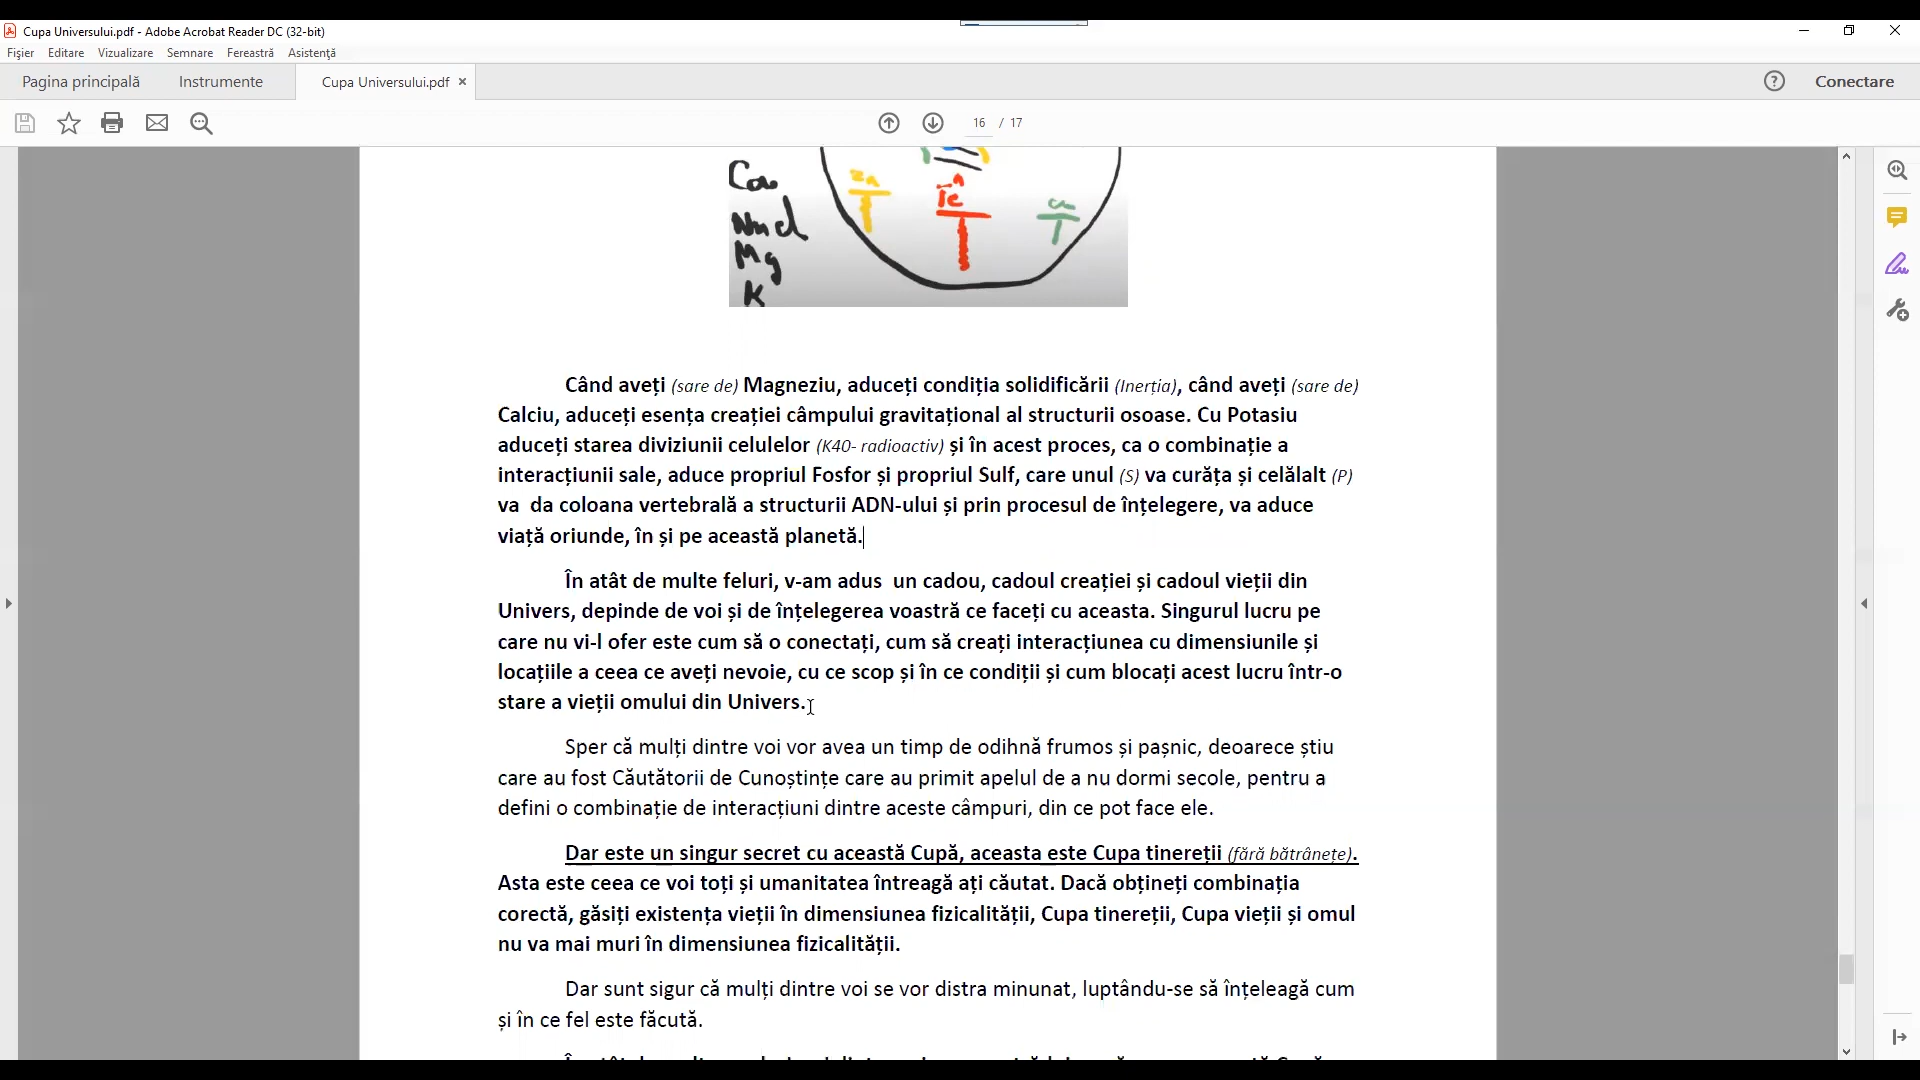 Cupa Universului.pdf - Adobe Acrobat Reader DC (32-bit)
Fișier Editare Vizualizare Semnare Fereastră Asistență
Pagina principală Instrumente Cupa Universului.pdf × Conectare
16 / 17
Ca
Mg
K
Zn
Cu
Când aveți (sare de) Magneziu, aduceți condiția solidificării (Inerția), când aveți (sare de)
Calciu, aduceți esența creației câmpului gravitațional al structurii osoase. Cu Potasiu
aduceți starea diviziunii celulelor (K40- radioactiv) și în acest proces, ca o combinație a
interacțiunii sale, aduce propriul Fosfor și propriul Sulf, care unul (S) va curăța și celălalt (P)
va da coloana vertebrală a structurii ADN-ului și prin procesul de înțelegere, va aduce
viață oriunde, în și pe această planetă.
În atât de multe feluri, v-am adus un cadou, cadoul creației și cadoul vieții din
Univers, depinde de voi și de înțelegerea voastră ce faceți cu aceasta. Singurul lucru pe
care nu vi-l ofer este cum să o conectați, cum să creați interacțiunea cu dimensiunile și
locațiile a ceea ce aveți nevoie, cu ce scop și în ce condiții și cum blocați acest lucru într-o
stare a vieții omului din Univers.
Sper că mulți dintre voi vor avea un timp de odihnă frumos și pașnic, deoarece știu
care au fost Căutătorii de Cunoștințe care au primit apelul de a nu dormi secole, pentru a
defini o combinație de interacțiuni dintre aceste câmpuri, din ce pot face ele.
Dar este un singur secret cu această Cupă, aceasta este Cupa tinereții (fără bătrânețe).
Asta este ceea ce voi toți și umanitatea întreagă ați căutat. Dacă obțineți combinația
corectă, găsiți existența vieții în dimensiunea fizicalității, Cupa tinereții, Cupa vieții și omul
nu va mai muri în dimensiunea fizicalității.
Dar sunt sigur că mulți dintre voi se vor distra minunat, luptându-se să înțeleagă cum
și în ce fel este făcută.